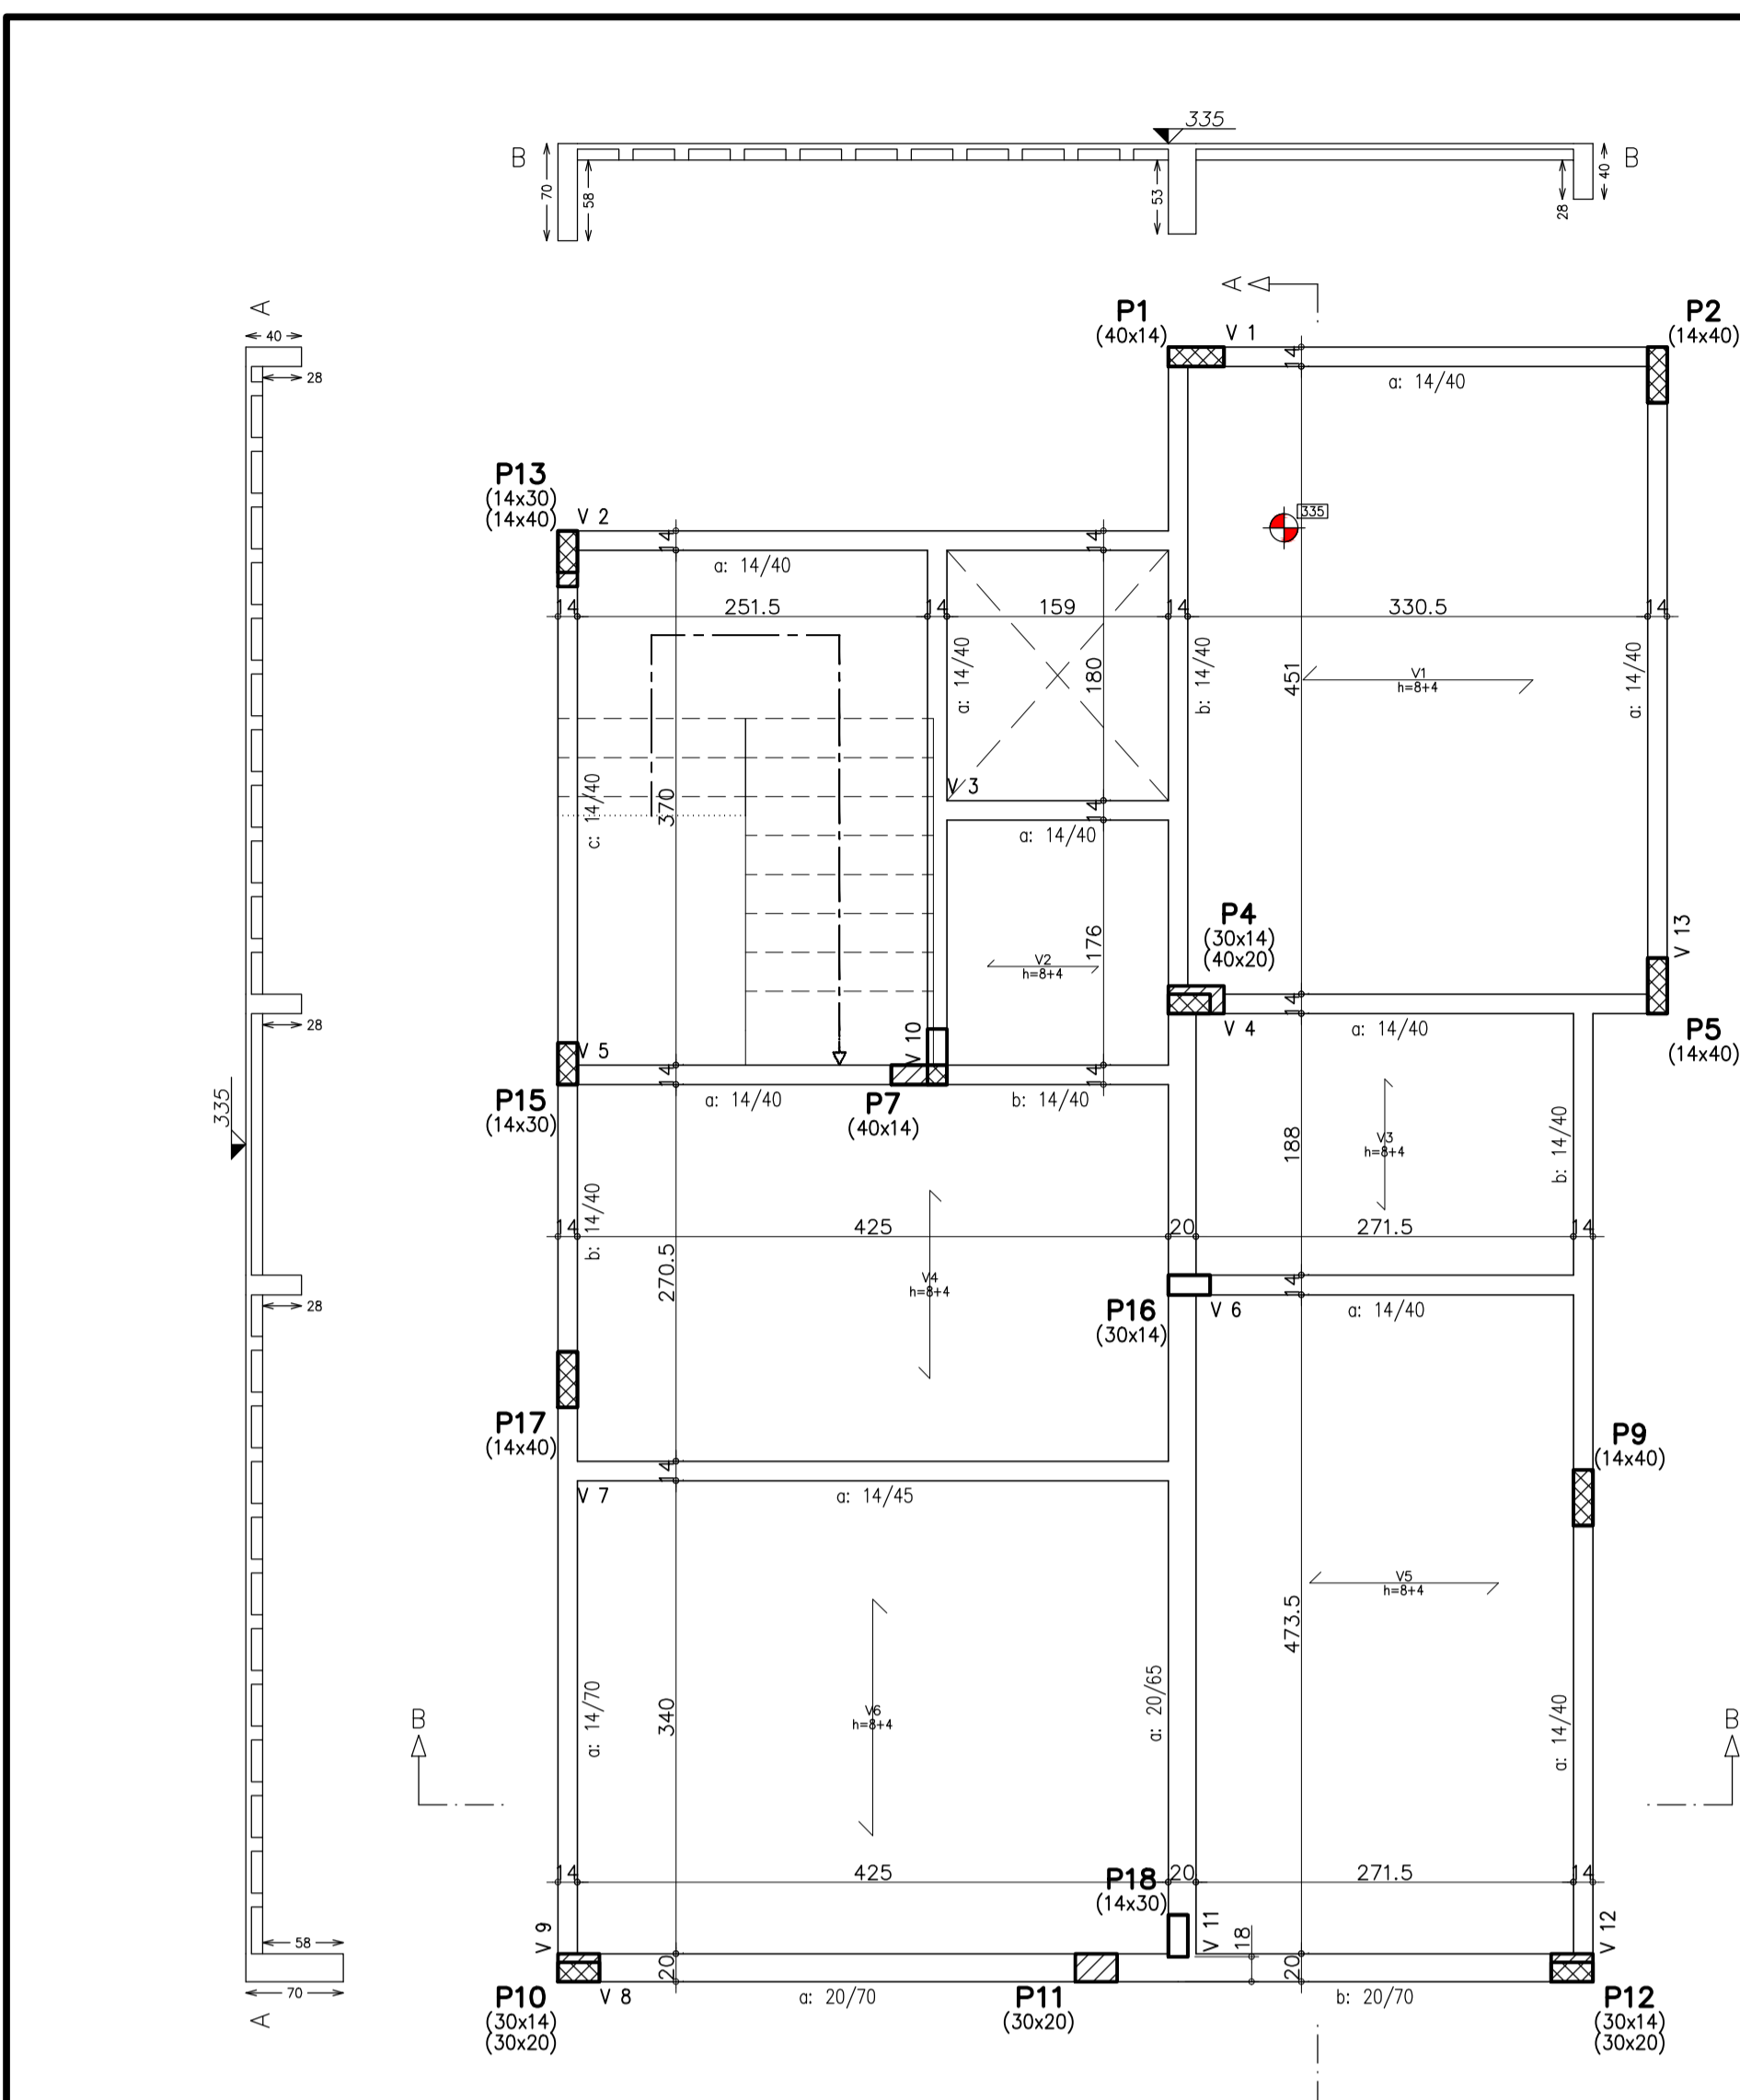 335
B
70
58
53
28
40
B
A
40
28
A
P1
(40x14)
V 1
P2
(14x40)
14
a: 14/40
P13
(14x30)
(14x40)
V 2
335
14
14
a: 14/40
14
251.5
14
159
14
330.5
14
a: 14/40
180
b: 14/40
451
V1
h=8+4
a: 14/40
c: 14/40
370
V 3
14
a: 14/40
P4
(30x14)
(40x20)
176
V2
h=8+4
V 13
14
28
V 4
a: 14/40
P5
(14x40)
V 5
V 10
14
14
335
P15
(14x30)
a: 14/40
P7
(40x14)
b: 14/40
188
V3
h=8+4
b: 14/40
b: 14/40
14
425
20
271.5
14
270.5
V4
h=8+4
14
28
P16
(30x14)
V 6
a: 14/40
P17
(14x40)
P9
(14x40)
14
V 7
a: 14/45
V5
h=8+4
473.5
a: 14/70
340
V6
h=8+4
a: 20/65
a: 14/40
B
B
14
425
P18
(14x30)
20
271.5
14
V 9
V 11
18
V 12
58
20
20
70
A
P10
(30x14)
(30x20)
V 8
a: 20/70
P11
(30x20)
b: 20/70
P12
(30x14)
(30x20)